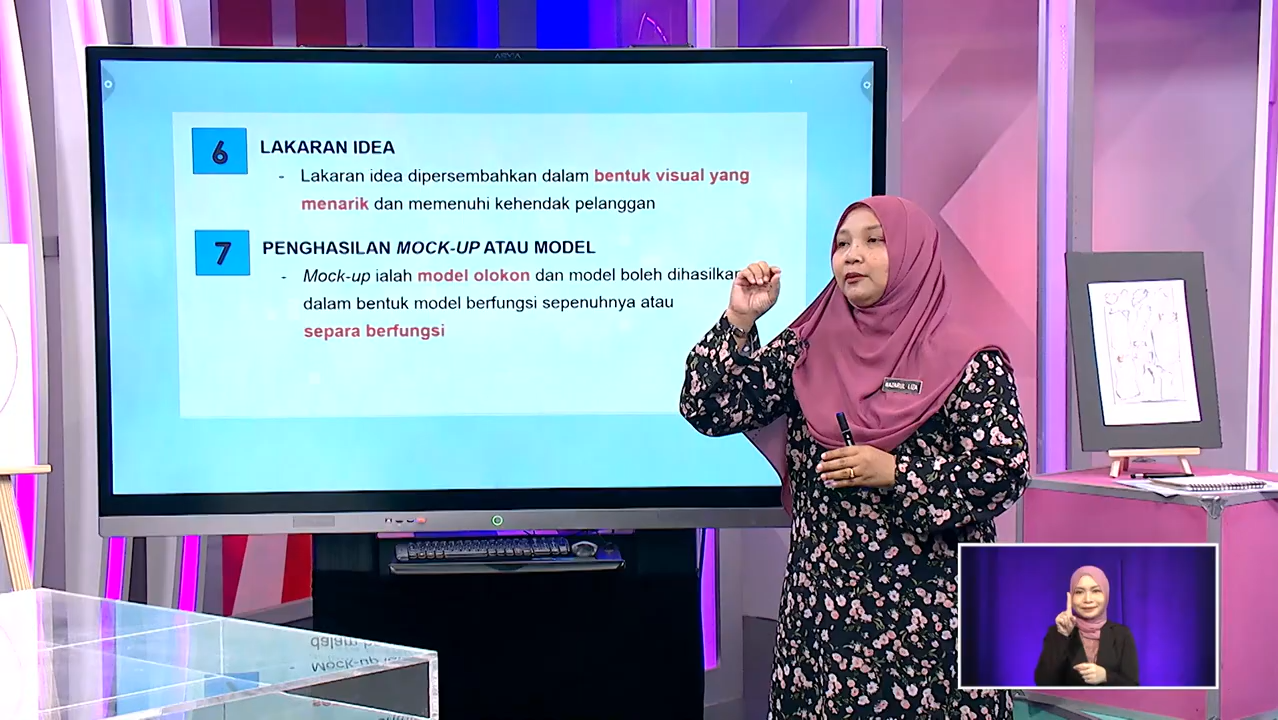 6
LAKARAN IDEA
- Lakaran idea dipersembahkan dalam bentuk visual yang
menarik dan memenuhi kehendak pelanggan
7
PENGHASILAN MOCK-UP ATAU MODEL
- Mock-up ialah model olokon dan model boleh dihasilkan
dalam bentuk model berfungsi sepenuhnya atau
separa berfungsi
LIZA